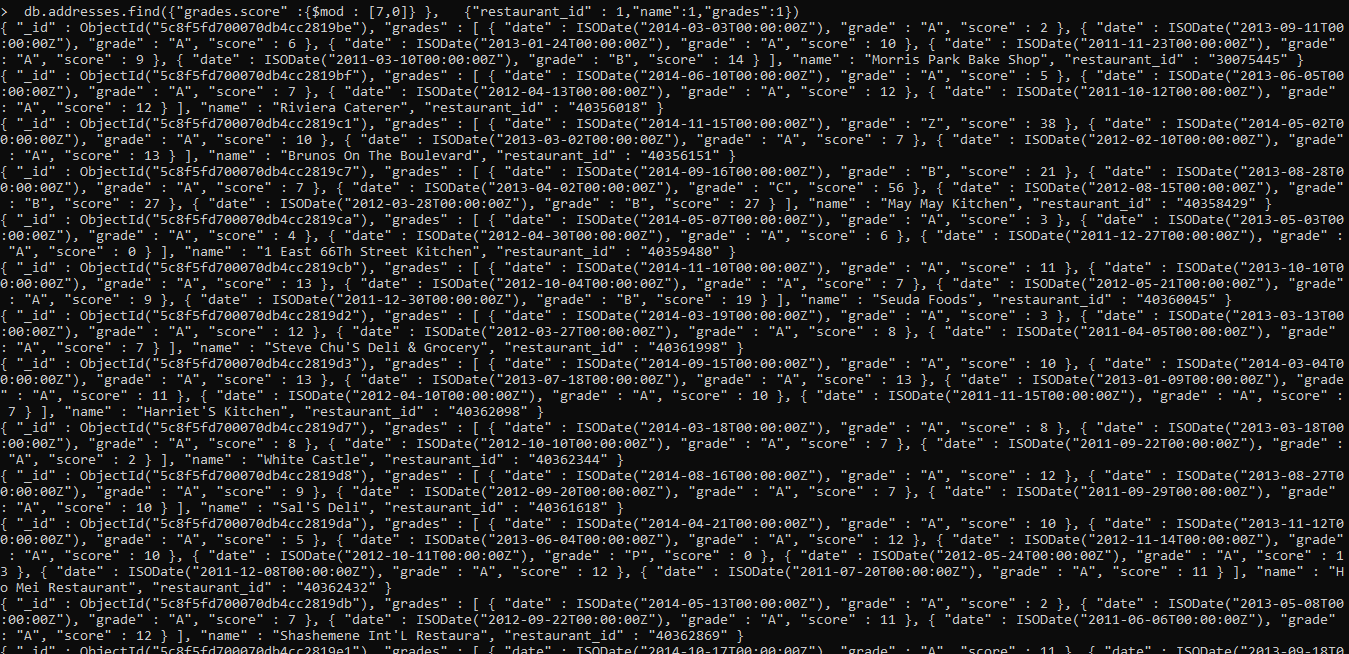 >  db.addresses.find({"grades.score" :{$mod : [7,0]} },   {"restaurant_id" : 1,"name":1,"grades":1})
{ "_id" : ObjectId("5c8f5fd700070db4cc2819be"), "grades" : [ { "date" : ISODate("2014-03-03T00:00:00Z"), "grade" : "A", "score" : 2 }, { "date" : ISODate("2013-09-11T00
:00:00Z"), "grade" : "A", "score" : 6 }, { "date" : ISODate("2013-01-24T00:00:00Z"), "grade" : "A", "score" : 10 }, { "date" : ISODate("2011-11-23T00:00:00Z"), "grade"
: "A", "score" : 9 }, { "date" : ISODate("2011-03-10T00:00:00Z"), "grade" : "B", "score" : 14 } ], "name" : "Morris Park Bake Shop", "restaurant_id" : "30075445" }
{ "_id" : ObjectId("5c8f5fd700070db4cc2819bf"), "grades" : [ { "date" : ISODate("2014-06-10T00:00:00Z"), "grade" : "A", "score" : 5 }, { "date" : ISODate("2013-06-05T00
:00:00Z"), "grade" : "A", "score" : 7 }, { "date" : ISODate("2012-04-13T00:00:00Z"), "grade" : "A", "score" : 12 }, { "date" : ISODate("2011-10-12T00:00:00Z"), "grade"
: "A", "score" : 12 } ], "name" : "Riviera Caterer", "restaurant_id" : "40356018" }
{ "_id" : ObjectId("5c8f5fd700070db4cc2819c1"), "grades" : [ { "date" : ISODate("2014-11-15T00:00:00Z"), "grade" : "Z", "score" : 38 }, { "date" : ISODate("2014-05-02T0
0:00:00Z"), "grade" : "A", "score" : 10 }, { "date" : ISODate("2013-03-02T00:00:00Z"), "grade" : "A", "score" : 7 }, { "date" : ISODate("2012-02-10T00:00:00Z"), "grade"
 : "A", "score" : 13 } ], "name" : "Brunos On The Boulevard", "restaurant_id" : "40356151" }
{ "_id" : ObjectId("5c8f5fd700070db4cc2819c7"), "grades" : [ { "date" : ISODate("2014-09-16T00:00:00Z"), "grade" : "B", "score" : 21 }, { "date" : ISODate("2013-08-28T0
0:00:00Z"), "grade" : "A", "score" : 7 }, { "date" : ISODate("2013-04-02T00:00:00Z"), "grade" : "C", "score" : 56 }, { "date" : ISODate("2012-08-15T00:00:00Z"), "grade"
 : "B", "score" : 27 }, { "date" : ISODate("2012-03-28T00:00:00Z"), "grade" : "B", "score" : 27 } ], "name" : "May May Kitchen", "restaurant_id" : "40358429" }
{ "_id" : ObjectId("5c8f5fd700070db4cc2819ca"), "grades" : [ { "date" : ISODate("2014-05-07T00:00:00Z"), "grade" : "A", "score" : 3 }, { "date" : ISODate("2013-05-03T00
:00:00Z"), "grade" : "A", "score" : 4 }, { "date" : ISODate("2012-04-30T00:00:00Z"), "grade" : "A", "score" : 6 }, { "date" : ISODate("2011-12-27T00:00:00Z"), "grade" :
 "A", "score" : 0 } ], "name" : "1 East 66Th Street Kitchen", "restaurant_id" : "40359480" }
{ "_id" : ObjectId("5c8f5fd700070db4cc2819cb"), "grades" : [ { "date" : ISODate("2014-11-10T00:00:00Z"), "grade" : "A", "score" : 11 }, { "date" : ISODate("2013-10-10T0
0:00:00Z"), "grade" : "A", "score" : 13 }, { "date" : ISODate("2012-10-04T00:00:00Z"), "grade" : "A", "score" : 7 }, { "date" : ISODate("2012-05-21T00:00:00Z"), "grade"
 : "A", "score" : 9 }, { "date" : ISODate("2011-12-30T00:00:00Z"), "grade" : "B", "score" : 19 } ], "name" : "Seuda Foods", "restaurant_id" : "40360045" }
{ "_id" : ObjectId("5c8f5fd700070db4cc2819d2"), "grades" : [ { "date" : ISODate("2014-03-19T00:00:00Z"), "grade" : "A", "score" : 3 }, { "date" : ISODate("2013-03-13T00
:00:00Z"), "grade" : "A", "score" : 12 }, { "date" : ISODate("2012-03-27T00:00:00Z"), "grade" : "A", "score" : 8 }, { "date" : ISODate("2011-04-05T00:00:00Z"), "grade"
: "A", "score" : 7 } ], "name" : "Steve Chu'S Deli & Grocery", "restaurant_id" : "40361998" }
{ "_id" : ObjectId("5c8f5fd700070db4cc2819d3"), "grades" : [ { "date" : ISODate("2014-09-15T00:00:00Z"), "grade" : "A", "score" : 10 }, { "date" : ISODate("2014-03-04T0
0:00:00Z"), "grade" : "A", "score" : 13 }, { "date" : ISODate("2013-07-18T00:00:00Z"), "grade" : "A", "score" : 13 }, { "date" : ISODate("2013-01-09T00:00:00Z"), "grade
" : "A", "score" : 11 }, { "date" : ISODate("2012-04-10T00:00:00Z"), "grade" : "A", "score" : 10 }, { "date" : ISODate("2011-11-15T00:00:00Z"), "grade" : "A", "score" :
 7 } ], "name" : "Harriet'S Kitchen", "restaurant_id" : "40362098" }
{ "_id" : ObjectId("5c8f5fd700070db4cc2819d7"), "grades" : [ { "date" : ISODate("2014-03-18T00:00:00Z"), "grade" : "A", "score" : 8 }, { "date" : ISODate("2013-03-18T00
:00:00Z"), "grade" : "A", "score" : 8 }, { "date" : ISODate("2012-10-10T00:00:00Z"), "grade" : "A", "score" : 7 }, { "date" : ISODate("2011-09-22T00:00:00Z"), "grade" :
 "A", "score" : 2 } ], "name" : "White Castle", "restaurant_id" : "40362344" }
{ "_id" : ObjectId("5c8f5fd700070db4cc2819d8"), "grades" : [ { "date" : ISODate("2014-08-16T00:00:00Z"), "grade" : "A", "score" : 12 }, { "date" : ISODate("2013-08-27T0
0:00:00Z"), "grade" : "A", "score" : 9 }, { "date" : ISODate("2012-09-20T00:00:00Z"), "grade" : "A", "score" : 7 }, { "date" : ISODate("2011-09-29T00:00:00Z"), "grade"
: "A", "score" : 10 } ], "name" : "Sal'S Deli", "restaurant_id" : "40361618" }
{ "_id" : ObjectId("5c8f5fd700070db4cc2819da"), "grades" : [ { "date" : ISODate("2014-04-21T00:00:00Z"), "grade" : "A", "score" : 10 }, { "date" : ISODate("2013-11-12T0
0:00:00Z"), "grade" : "A", "score" : 5 }, { "date" : ISODate("2013-06-04T00:00:00Z"), "grade" : "A", "score" : 12 }, { "date" : ISODate("2012-11-14T00:00:00Z"), "grade"
 : "A", "score" : 10 }, { "date" : ISODate("2012-10-11T00:00:00Z"), "grade" : "P", "score" : 0 }, { "date" : ISODate("2012-05-24T00:00:00Z"), "grade" : "A", "score" : 1
3 }, { "date" : ISODate("2011-12-08T00:00:00Z"), "grade" : "A", "score" : 12 }, { "date" : ISODate("2011-07-20T00:00:00Z"), "grade" : "A", "score" : 11 } ], "name" : "H
o Mei Restaurant", "restaurant_id" : "40362432" }
{ "_id" : ObjectId("5c8f5fd700070db4cc2819db"), "grades" : [ { "date" : ISODate("2014-05-13T00:00:00Z"), "grade" : "A", "score" : 2 }, { "date" : ISODate("2013-05-08T00
:00:00Z"), "grade" : "A", "score" : 7 }, { "date" : ISODate("2012-09-22T00:00:00Z"), "grade" : "A", "score" : 11 }, { "date" : ISODate("2011-06-06T00:00:00Z"), "grade"
: "A", "score" : 12 } ], "name" : "Shashemene Int'L Restaura", "restaurant_id" : "40362869" }
{ "_id" : ObjectId("5c8f5fd700070db4cc2819e1"), "grades" : [ { "date" : ISODate("2014-10-17T00:00:00Z"), "grade" : "A", "score" : 11 }, { "date" : ISODate("2013-09-18T0